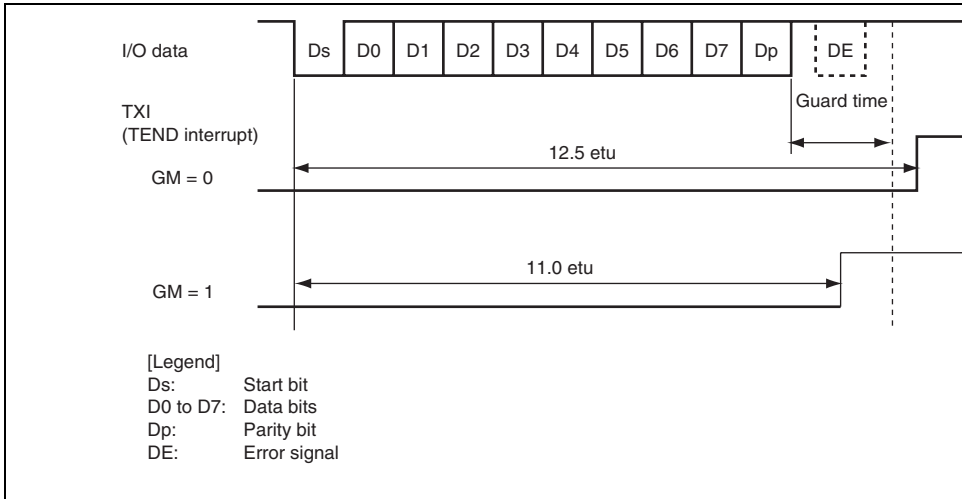 I/O data
Ds D0 D1 D2 D3 D4 D5 D6 D7 Dp DE
Guard time
TXI
(TEND interrupt)
12.5 etu
GM = 0
11.0 etu
GM = 1
[Legend]
Ds: Start bit
D0 to D7: Data bits
Dp: Parity bit
DE: Error signal